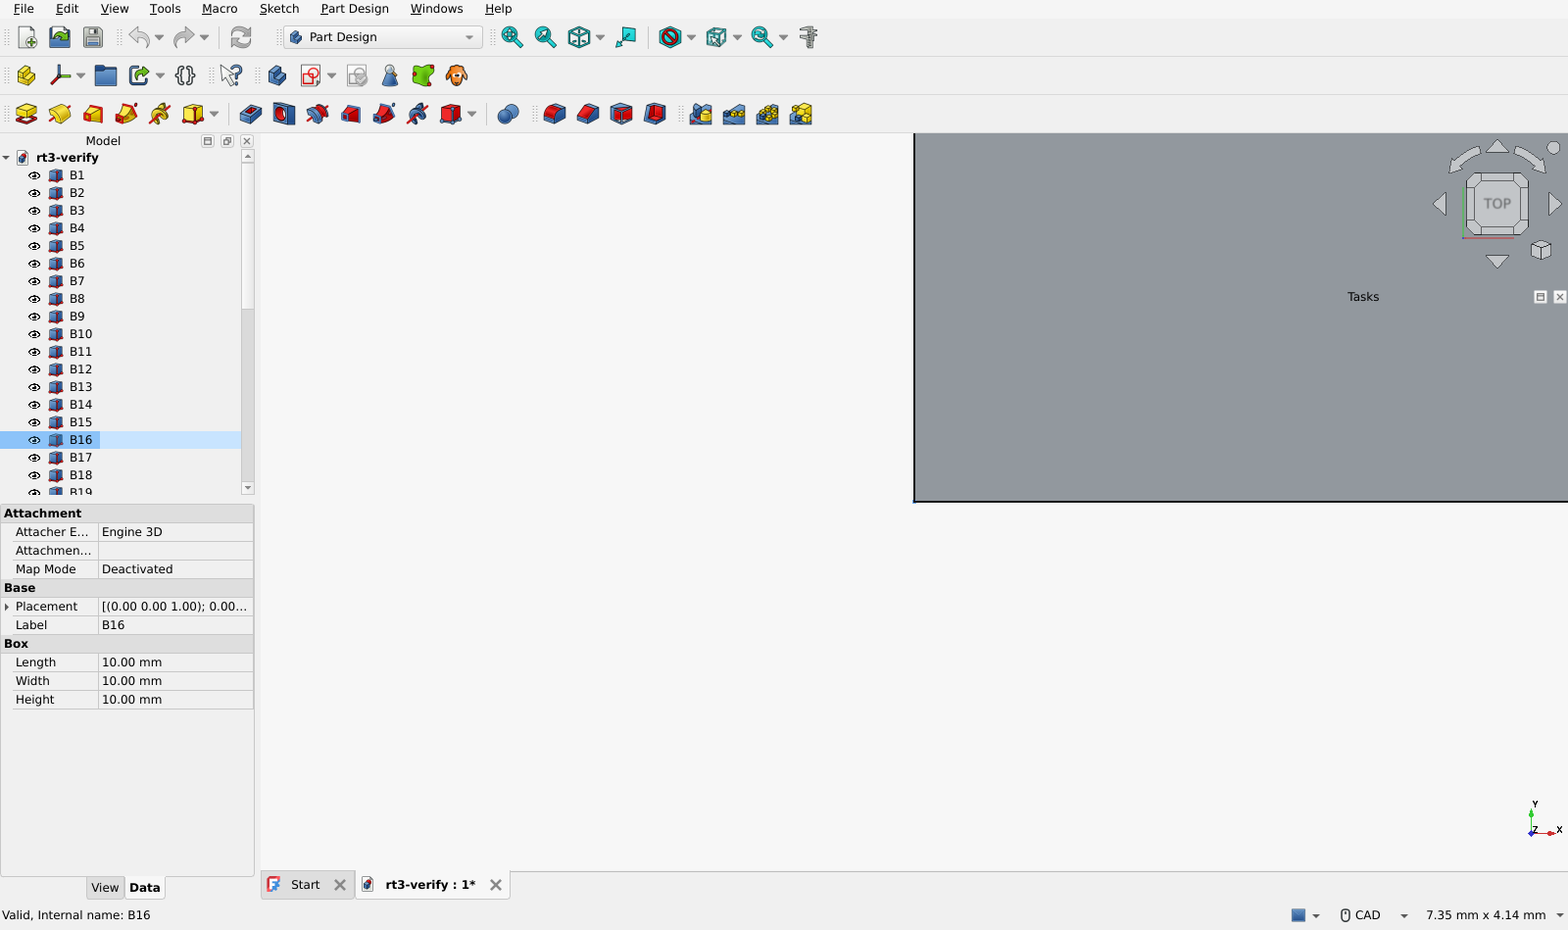 File Edit View Tools Macro Sketch Part Design Windows Help
Part Design
Model
rt3-verify
B1
B2
B3
B4
B5
B6
B7
B8
B9
B10
B11
B12
B13
B14
B15
B16
B17
B18
B19
TOP
Tasks
Attachment
Attacher E... Engine 3D
Attachmen...
Map Mode Deactivated
Base
Placement [(0.00 0.00 1.00); 0.00...
Label B16
Box
Length 10.00 mm
Width 10.00 mm
Height 10.00 mm
Y
Z X
View Data
Start rt3-verify : 1*
Valid, Internal name: B16 CAD 7.35 mm x 4.14 mm